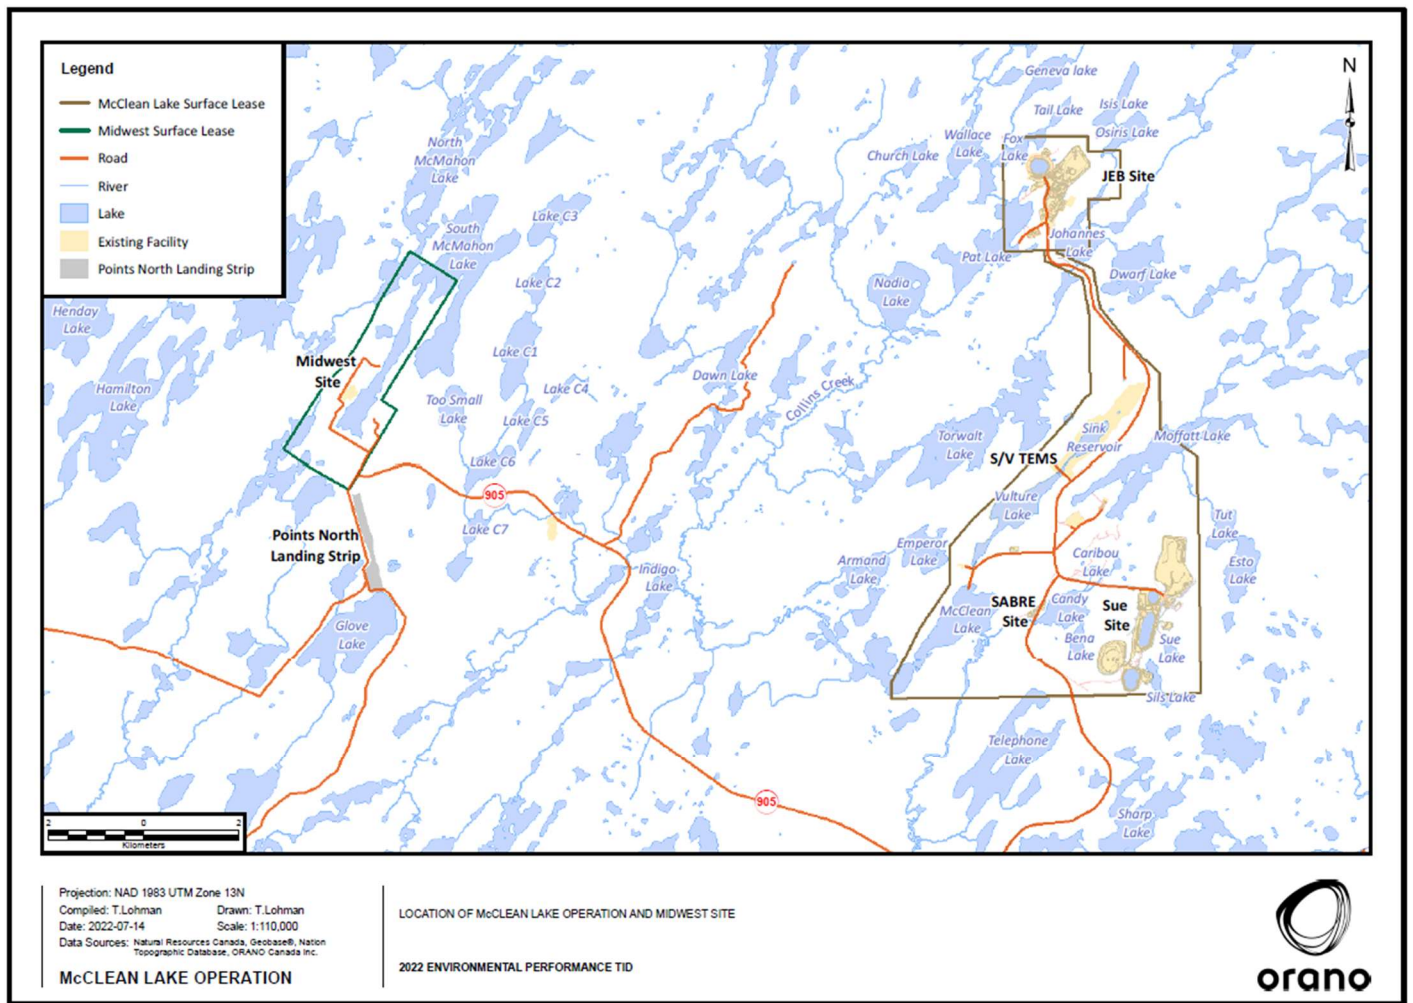 Legend
McClean Lake Surface Lease
Midwest Surface Lease
Road
River
Lake
Existing Facility
Points North Landing Strip
N
Geneva lake
Tail Lake
Isis Lake
Osiris Lake
Wallace
Lake
Fox
Lake
Church Lake
JEB Site
North
McMahon
Lake
South
McMahon
Lake
Lake C3
Lake C2
Johannes
Lake
Pat Lake
Dwarf Lake
Nadia
Lake
Henday
Lake
Hamilton
Lake
Midwest
Site
Lake C1
Lake C4
Too Small
Lake
Lake C5
Dawn Lake
Collins Creek
Torwalt
Lake
Sink
Reservoir
Moffatt Lake
S/V TEMS
Lake C6
905
Vulture
Lake
Lake C7
Points North
Landing Strip
Tut
Lake
Emperor
Lake
Armand
Lake
Caribou
Lake
Esto
Lake
Indigo
Lake
SABRE
Site
McClean
Lake
Candy
Lake
Sue
Site
Bena
Lake
Sue
Lake
Glove
Lake
Sils Lake
Telephone
Lake
905
Sharp
Lake
2 0 2
Kilometers
Projection: NAD 1983 UTM Zone 13N
Compiled: T.Lohman Drawn: T.Lohman
Date: 2022-07-14 Scale: 1:110,000
Data Sources: Natural Resources Canada, Geobase®, Nation
Topographic Database, ORANO Canada Inc.
McCLEAN LAKE OPERATION
LOCATION OF McCLEAN LAKE OPERATION AND MIDWEST SITE
2022 ENVIRONMENTAL PERFORMANCE TID
orano